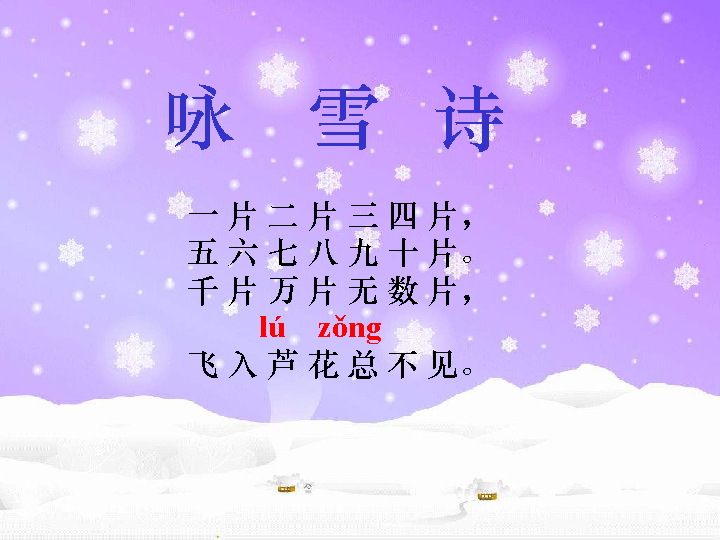 咏 雪 诗
一片二片三四片，
五六七八九十片。
千片万片无数片，
lú zǒng
飞入芦花总不见。